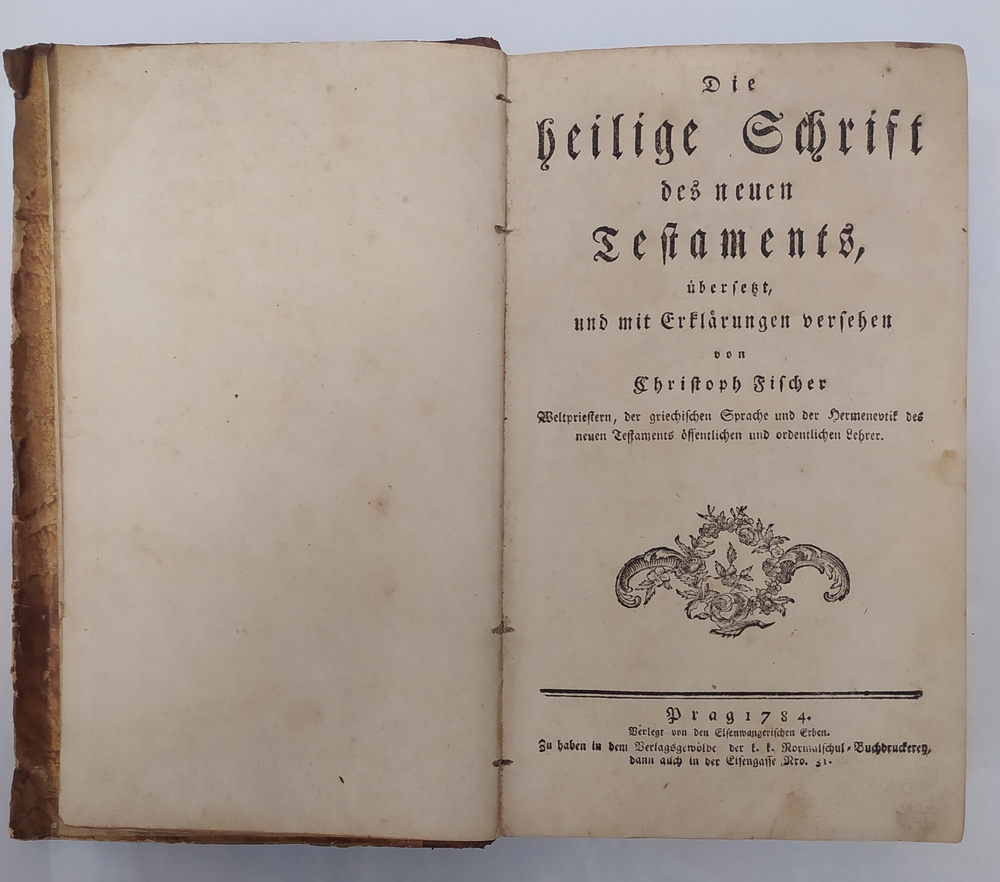 Die
heilige Schrift
des neuen
Testaments,
übersetzt,
und mit Erklärungen versehen
von
Christoph Fischer
Weltpriestern, der griechischen Sprache und der Hermenevtik des
neuen Testaments öffentlichen und ordentlichen Lehrer.
Prag 1784.
Verlegt von den Elsenwangerischen Erben.
Zu haben in dem Verlagsgewölbe der k. k. Normalschul-Buchdruckerey,
dann auch in der Eisengasse Nro. 31.